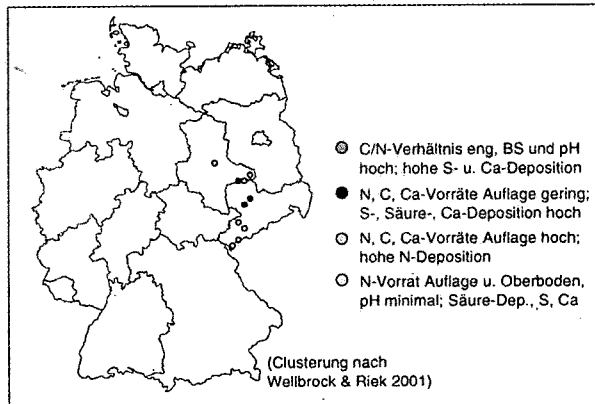 C/N-Verhältnis eng, BS und pH
hoch; hohe S- u. Ca-Deposition
N, C, Ca-Vorräte Auflage gering;
S-, Säure-, Ca-Deposition hoch
N, C, Ca-Vorräte Auflage hoch;
hohe N-Deposition
N-Vorrat Auflage u. Oberboden,
pH minimal; Säure-Dep., S, Ca
(Clusterung nach
Wellbrock & Riek 2001)